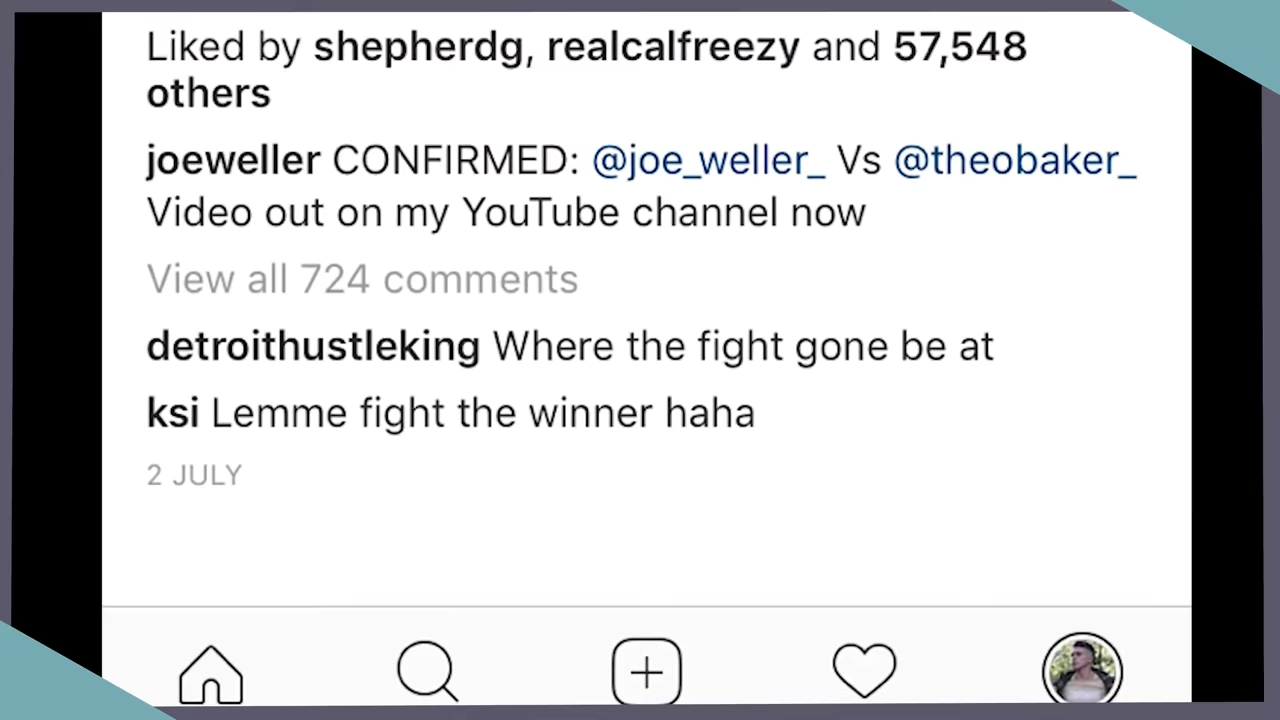 Liked by shepherdg, realcalfreezy and 57,548
others
joeweller CONFIRMED: @joe_weller_ Vs @theobaker_
Video out on my YouTube channel now
View all 724 comments
detroithustleking Where the fight gone be at
ksi Lemme fight the winner haha
2 JULY